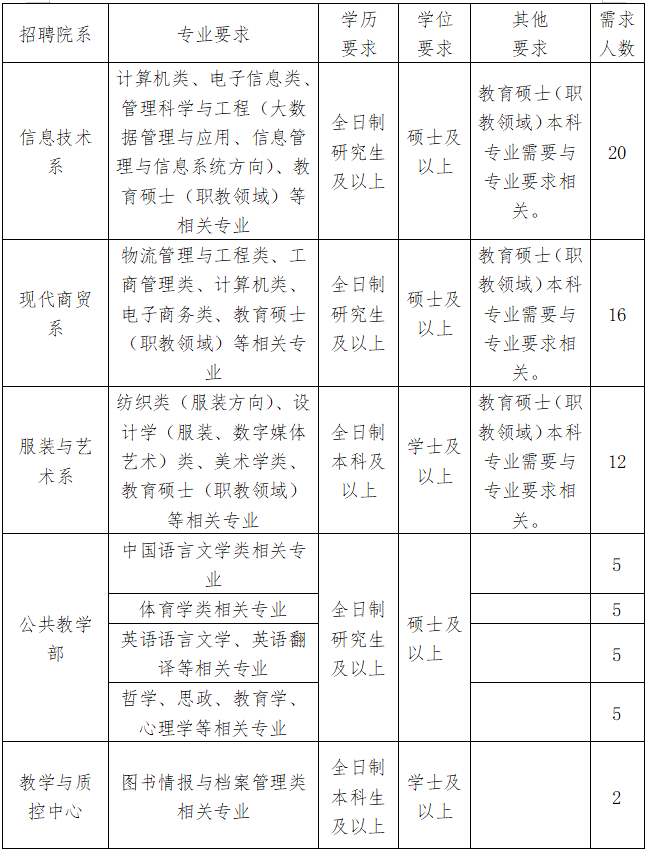 招聘院系
专业要求
学历
要求
学位
要求
其他
要求
需求
人数
信息技术
系
计算机类、电子信息类、
管理科学与工程（大数
据管理与应用、信息管
理与信息系统方向）、教
育硕士（职教领域）等
相关专业
全日制
研究生
及以上
硕士及
以上
教育硕士（职
教领域）本科
专业需要与
专业要求相
关。
20
现代商贸
系
物流管理与工程类、工
商管理类、计算机类、
电子商务类、教育硕士
（职教领域）等相关专
业
全日制
研究生
及以上
硕士及
以上
教育硕士（职
教领域）本科
专业需要与
专业要求相
关。
16
服装与艺
术系
纺织类（服装方向）、设
计学（服装、数字媒体
艺术）类、美术学类、
教育硕士（职教领域）
等相关专业
全日制
本科及
以上
学士及
以上
教育硕士（职
教领域）本科
专业需要与
专业要求相
关。
12
公共教学
部
中国语言文学类相关专
业
全日制
研究生
及以上
硕士及
以上
5
体育学类相关专业
5
英语语言文学、英语翻
译等相关专业
5
哲学、思政、教育学、
心理学等相关专业
5
教学与质
控中心
图书情报与档案管理类
相关专业
全日制
本科生
及以上
学士及
以上
2